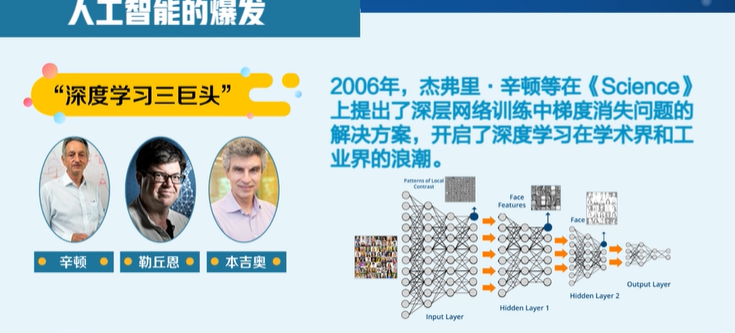 人工智能的爆发
“深度学习三巨头”
辛顿
勒丘恩
本吉奥
2006年，杰弗里·辛顿等在《Science》
上提出了深层网络训练中梯度消失问题的
解决方案，开启了深度学习在学术界和工
业界的浪潮。
Patterns of Local
Contrast
Face
Features
Face
Input Layer
Hidden Layer 1
Hidden Layer 2
Output Layer